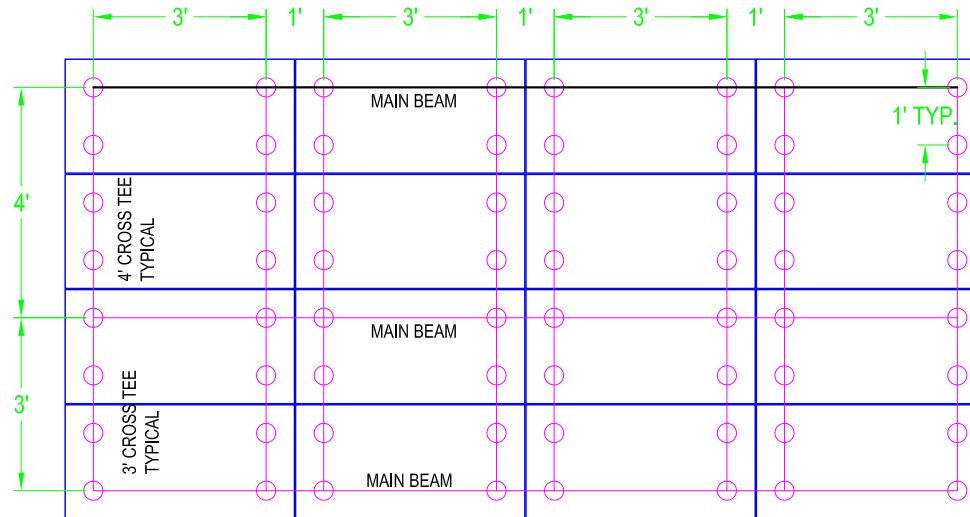 3' 1' 3' 1' 3' 1' 3'
MAIN BEAM
1' TYP.
4'
4' CROSS TEE
TYPICAL
MAIN BEAM
3'
3' CROSS TEE
TYPICAL
MAIN BEAM